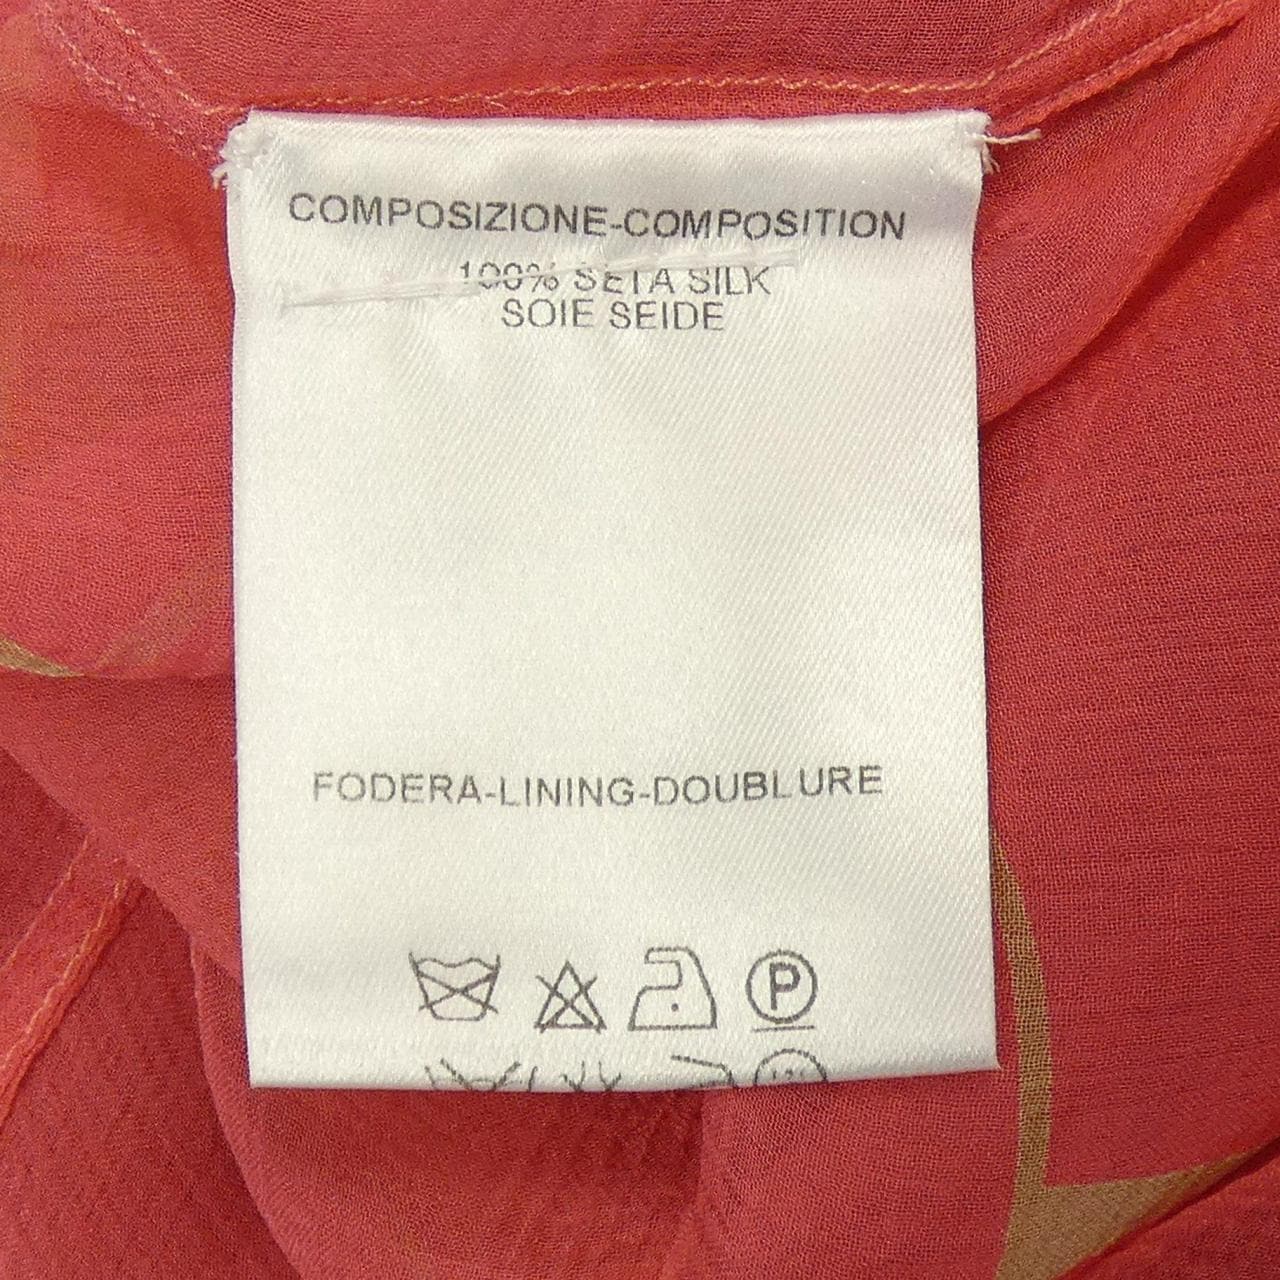 COMPOSIZIONE-COMPOSITION
100% SETA SILK
SOIE SEIDE
FODERA-LINING-DOUBLURE
P